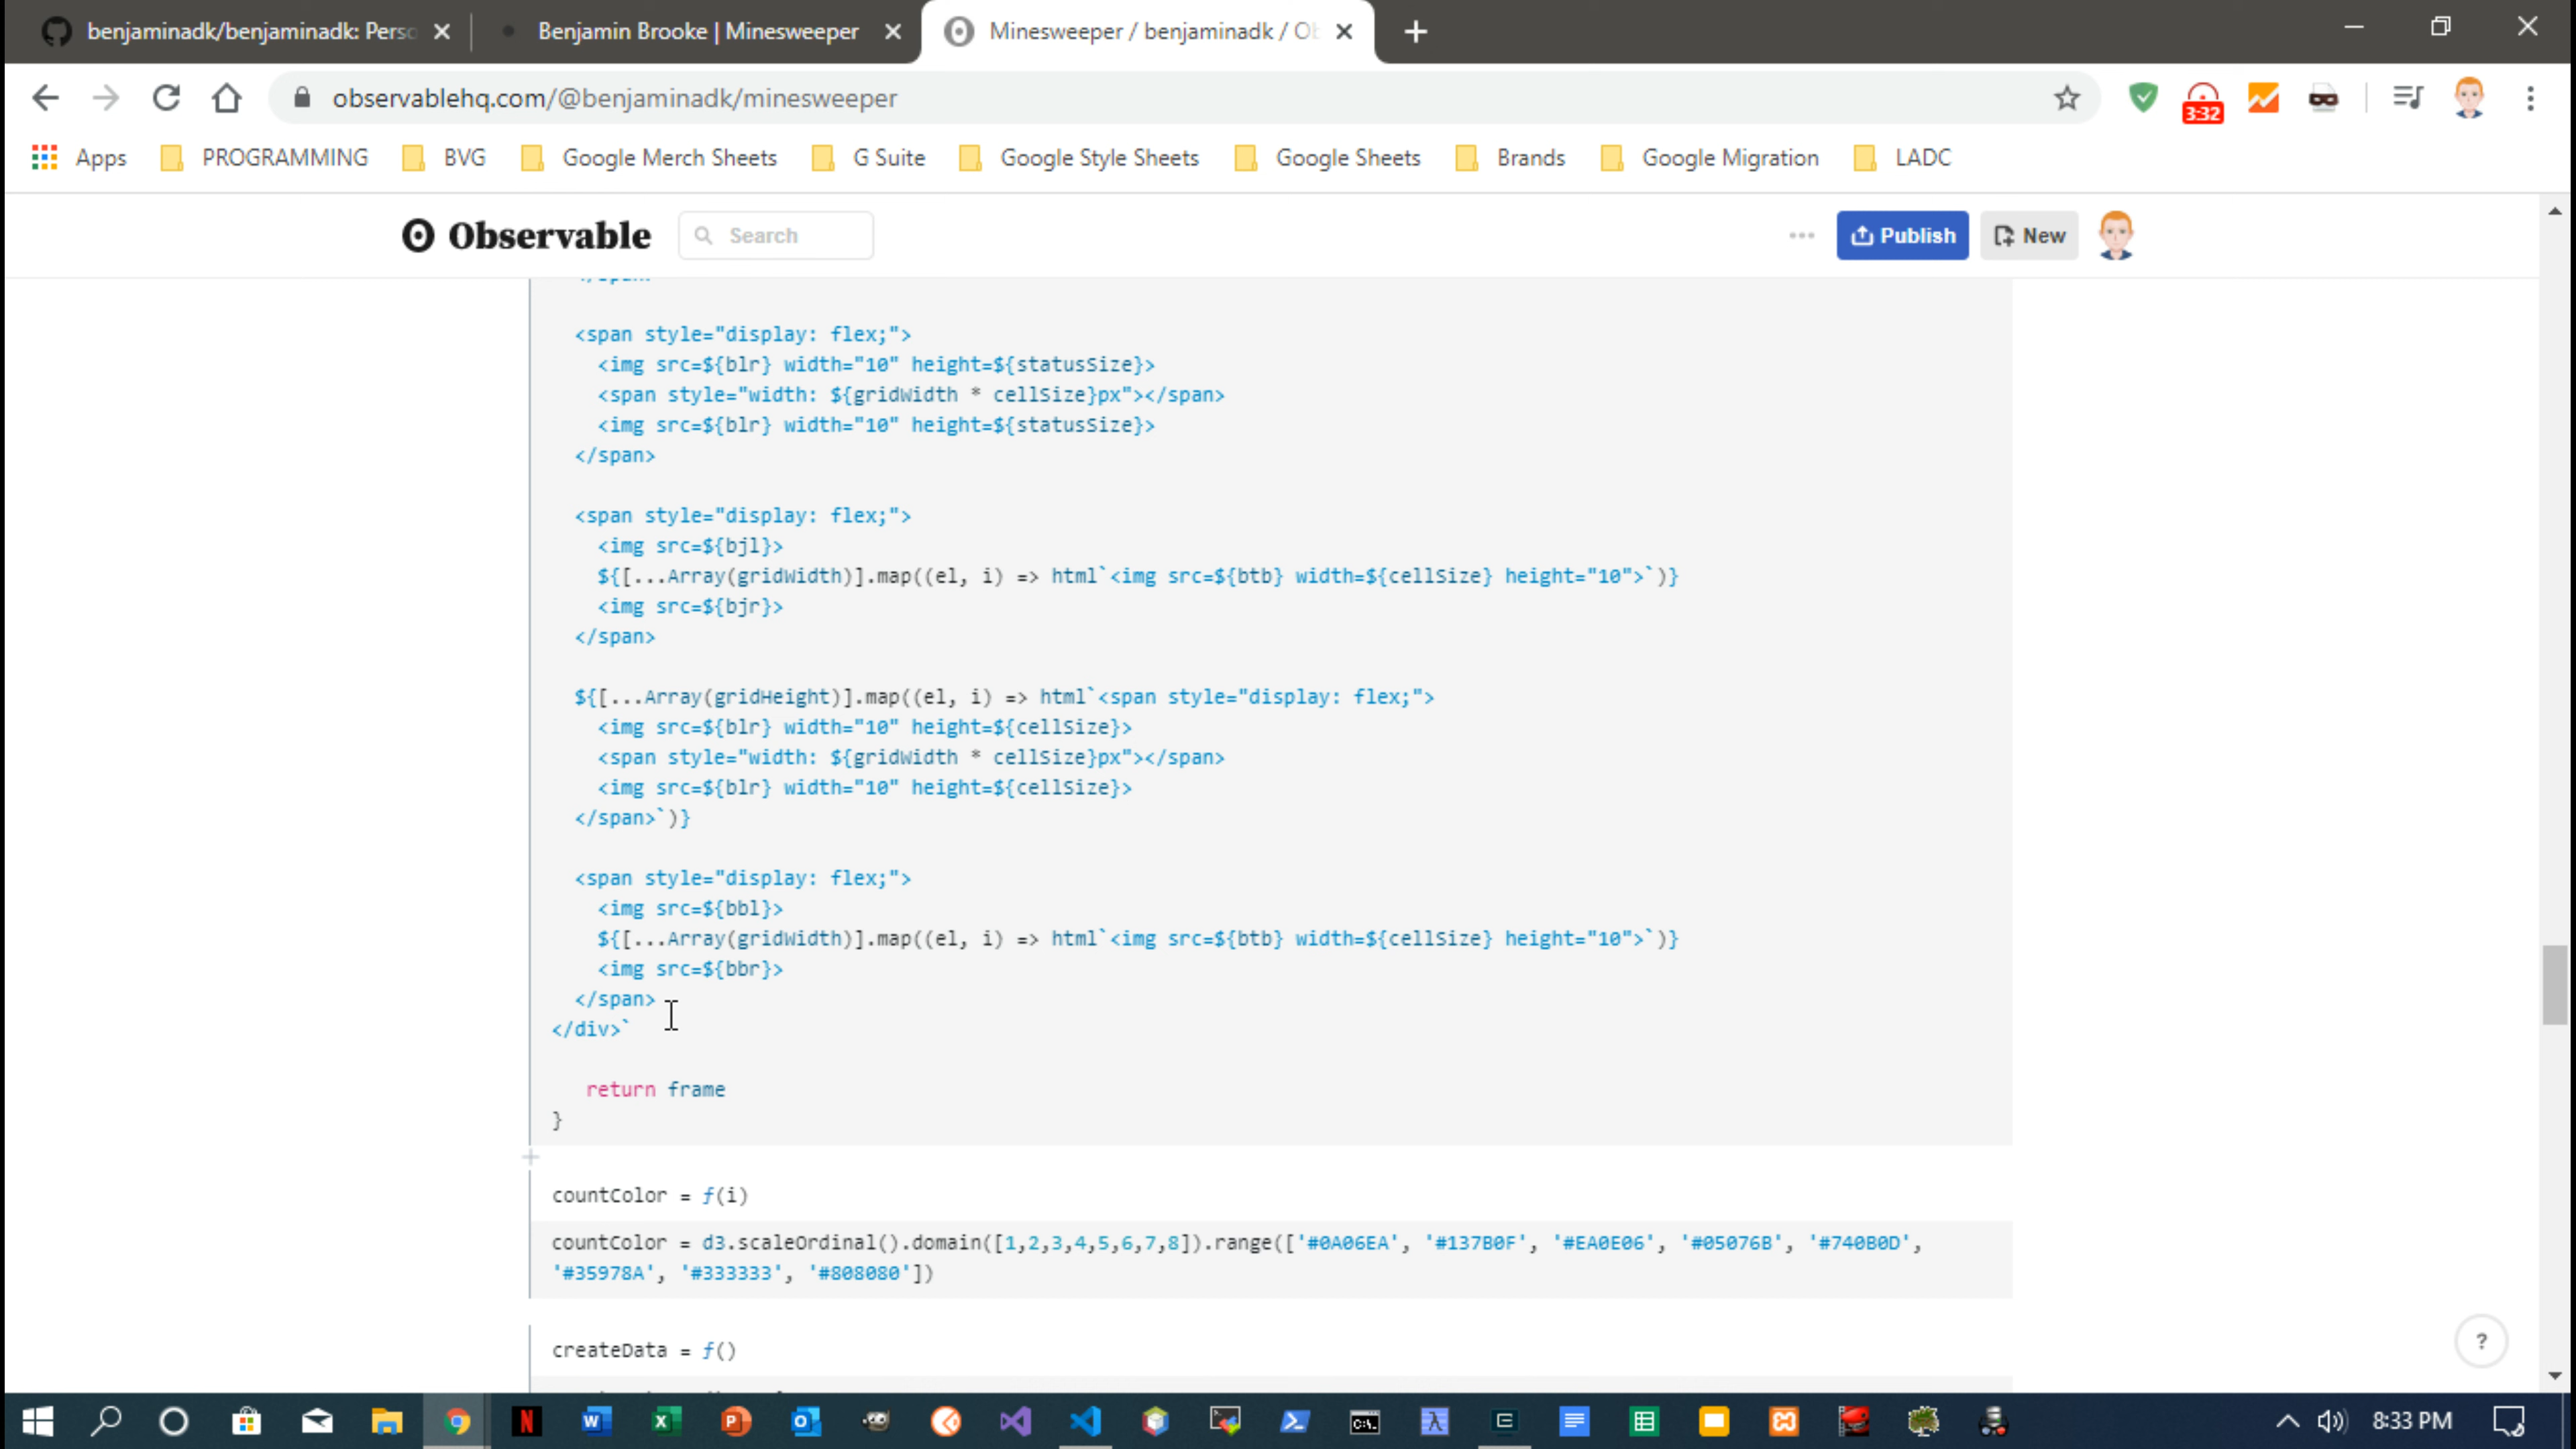 benjaminadk/benjaminadk: Perso
Benjamin Brooke | Minesweeper
Minesweeper / benjaminadk / Ob
observablehq.com/@benjaminadk/minesweeper
3:32
Apps
PROGRAMMING
BVG
Google Merch Sheets
G Suite
Google Style Sheets
Google Sheets
Brands
Google Migration
LADC
Observable
Search
Publish
New
</span>
<span style="display: flex;">
<img src=${blr} width="10" height=${statusSize}>
<span style="width: ${gridWidth * cellSize}px"></span>
<img src=${blr} width="10" height=${statusSize}>
</span>
<span style="display: flex;">
<img src=${bjl}>
${[...Array(gridWidth)].map((el, i) => html`<img src=${btb} width=${cellSize} height="10">`)}
<img src=${bjr}>
</span>
${[...Array(gridHeight)].map((el, i) => html`<span style="display: flex;">
<img src=${blr} width="10" height=${cellSize}>
<span style="width: ${gridWidth * cellSize}px"></span>
<img src=${blr} width="10" height=${cellSize}>
</span>`)}
<span style="display: flex;">
<img src=${bbl}>
${[...Array(gridWidth)].map((el, i) => html`<img src=${btb} width=${cellSize} height="10">`)}
<img src=${bbr}>
</span>
</div>`
return frame
}
countColor = f(i)
countColor = d3.scaleOrdinal().domain([1,2,3,4,5,6,7,8]).range(['#0A06EA', '#137B0F', '#EA0E06', '#05076B', '#740B0D',
'#35978A', '#333333', '#808080'])
createData = f()
?
8:33 PM